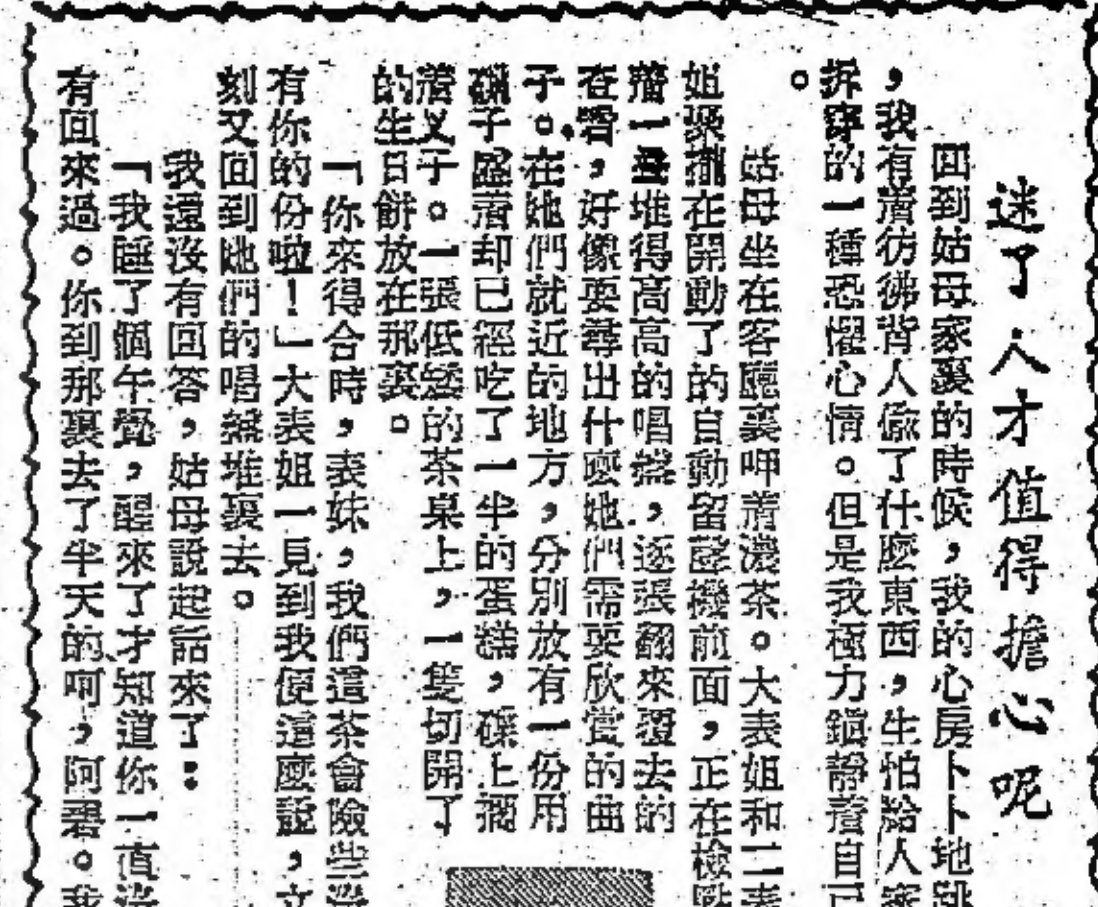 迷了人才值得擔心呢
回到姑母家裏的時候，我的心房卜卜地跳
，我有着彷彿背人偷了什麼東西，生怕給人家
拆穿的一種恐懼心情。但是我極力鎭靜着自己
。
姑母坐在客廳裏呷着濃茶。大表姐和二表
姐聚攏在開動了的自動留聲機前面，正在檢點
着一疊堆得高高的唱盤，逐張翻來覆去的
查看，好像要尋出什麼她們需要欣賞的曲
子。在她們就近的地方，分別放有一份用
碟子盛着却已經吃了一半的蛋糕，碟上擱
着叉子。一張低矮的茶桌上，一隻切開了
的生日餅放在那裏。
「你來得合時，表妹，我們這茶會險些沒
有你的份啦！」大表姐一見到我便這麼說，立
刻又回到她們的唱盤堆裏去。
我還沒有回答，姑母說起話來了：
「我睡了個午覺，醒來了才知道你一直沒
有回來過。你到那裏去了半天的呵，阿碧。我